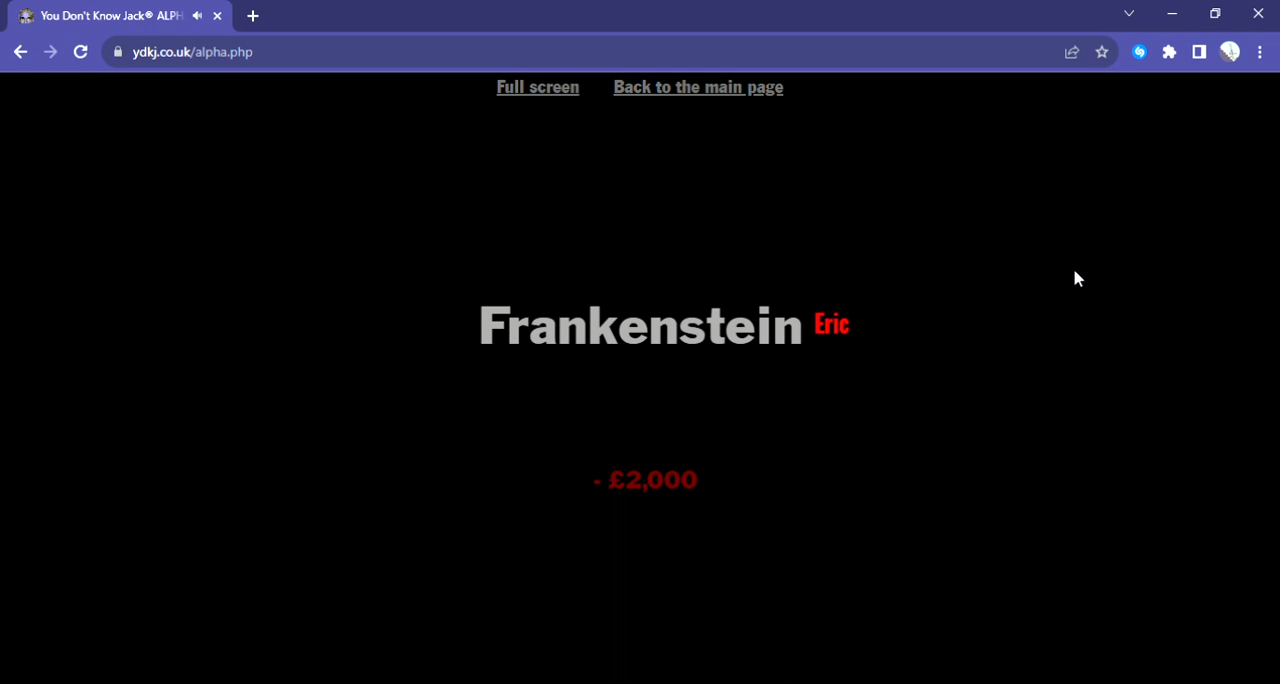 You Don't Know Jack® ALPH
ydkj.co.uk/alpha.php
Full screen Back to the main page
Frankenstein Eric
- £2,000